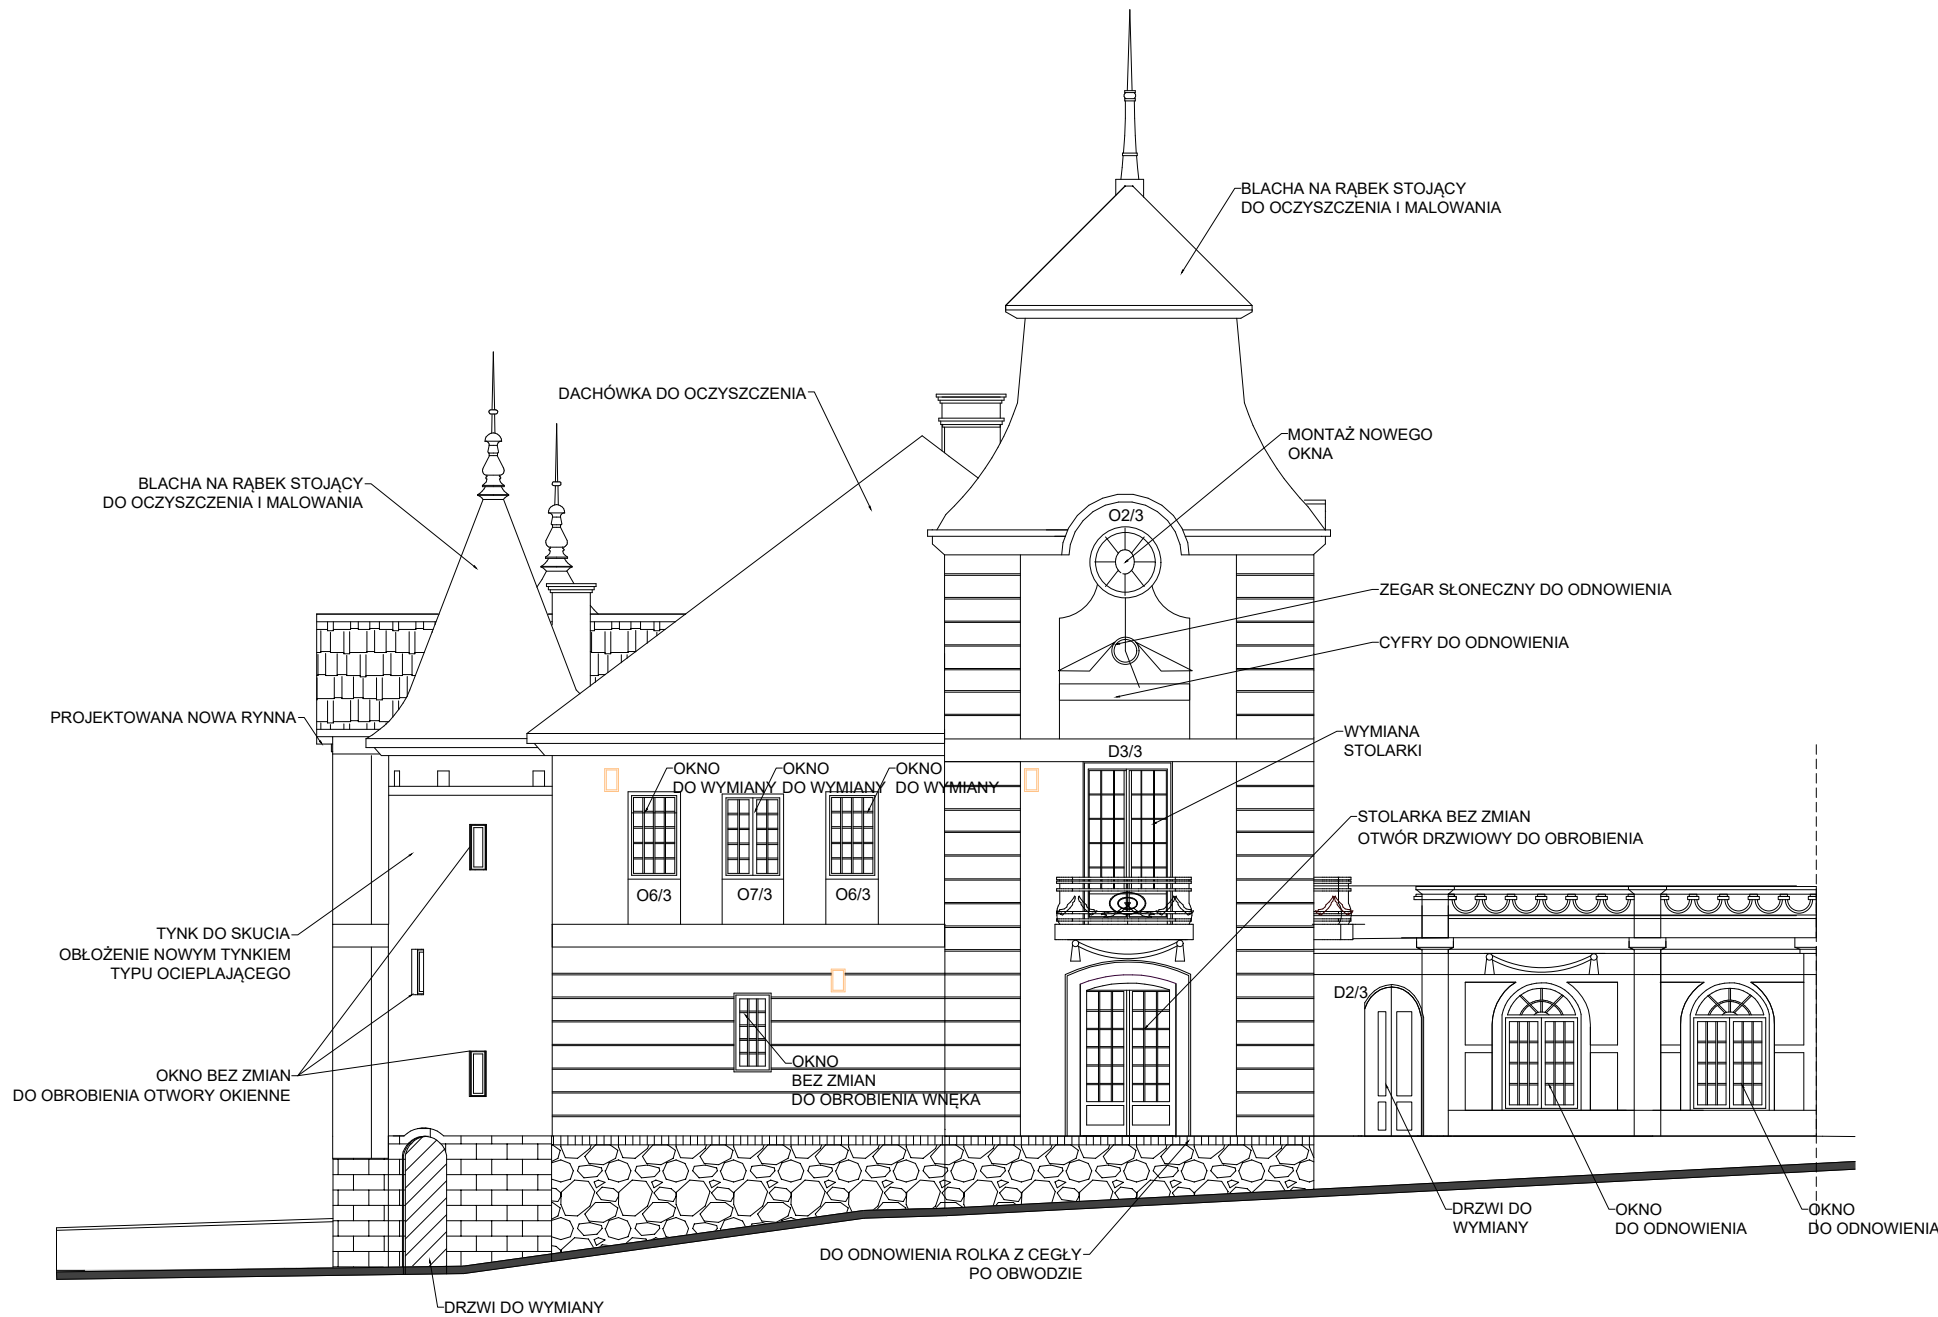 BLACHA NA RĄBEK STOJĄCY
DO OCZYSZCZENIA I MALOWANIA
DACHÓWKA DO OCZYSZCZENIA
MONTAŻ NOWEGO
OKNA
BLACHA NA RĄBEK STOJĄCY
DO OCZYSZCZENIA I MALOWANIA
O2/3
ZEGAR SŁONECZNY DO ODNOWIENIA
CYFRY DO ODNOWIENIA
PROJEKTOWANA NOWA RYNNA
WYMIANA
STOLARKI
D3/3
OKNO
DO WYMIANY
OKNO
DO WYMIANY
OKNO
DO WYMIANY
STOLARKA BEZ ZMIAN
OTWÓR DRZWIOWY DO OBROBIENIA
O6/3
O7/3
O6/3
TYNK DO SKUCIA
OBŁOŻENIE NOWYM TYNKIEM
TYPU OCIEPLAJĄCEGO
D2/3
OKNO
BEZ ZMIAN
DO OBROBIENIA WNĘKA
OKNO BEZ ZMIAN
DO OBROBIENIA OTWORY OKIENNE
DRZWI DO
WYMIANY
OKNO
DO ODNOWIENIA
OKNO
DO ODNOWIENIA
DO ODNOWIENIA ROLKA Z CEGŁY
PO OBWODZIE
DRZWI DO WYMIANY